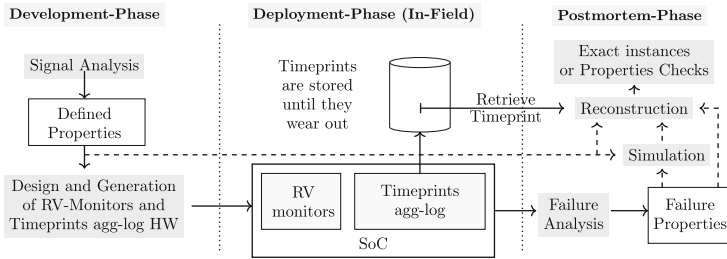 Development-Phase
Signal Analysis
Defined
Properties
Design and Generation
of RV-Monitors and
Timeprints agg-log HW
Deployment-Phase (In-Field)
Timeprints
are stored
until they
wear out
RV
monitors
Timeprints
agg-log
SoC
Postmortem-Phase
Exact instances
or Properties Checks
Retrieve
Timeprint
Reconstruction
Simulation
Failure
Analysis
Failure
Properties